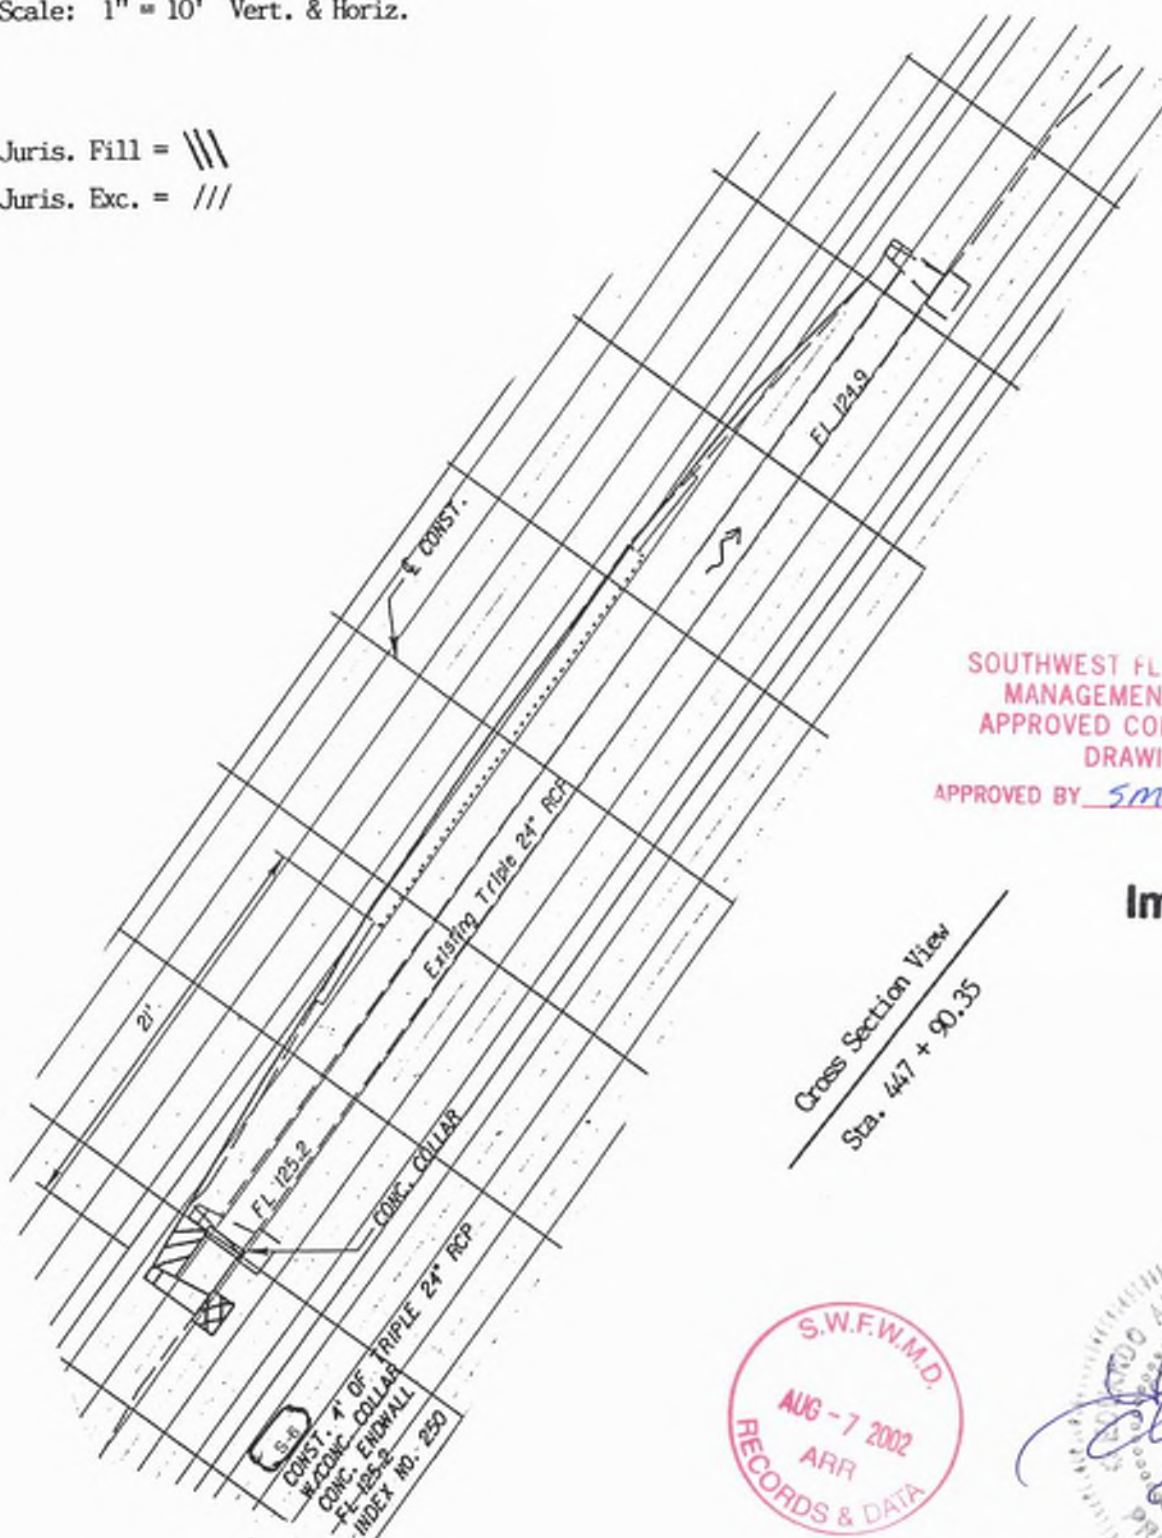 Scale: 1" = 10' Vert. & Horiz.
Juris. Fill = \\\
Juris. Exc. = ///
℄ CONST.
FL 124.9
Existing Triple 24" RCP
21'
FL 125.2
CONC. COLLAR
S-6
CONST. 4' OF TRIPLE 24" RCP
W/CONC. COLLAR
CONC. ENDWALL
FL 125.2
INDEX NO. 250
Cross Section View
Sta. 447 + 90.35
SOUTHWEST FL
MANAGEMEN
APPROVED CO
DRAWI
APPROVED BY SM
Im
S.W.F.W.M.D.
AUG - 7 2002
ARR
RECORDS & DATA